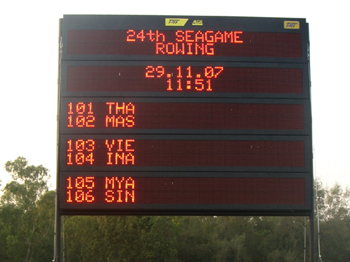 24th SEAGAME
ROWING
29.11.07
11:51
101 THA
102 MAS
103 VIE
104 INA
105 MYA
106 SIN